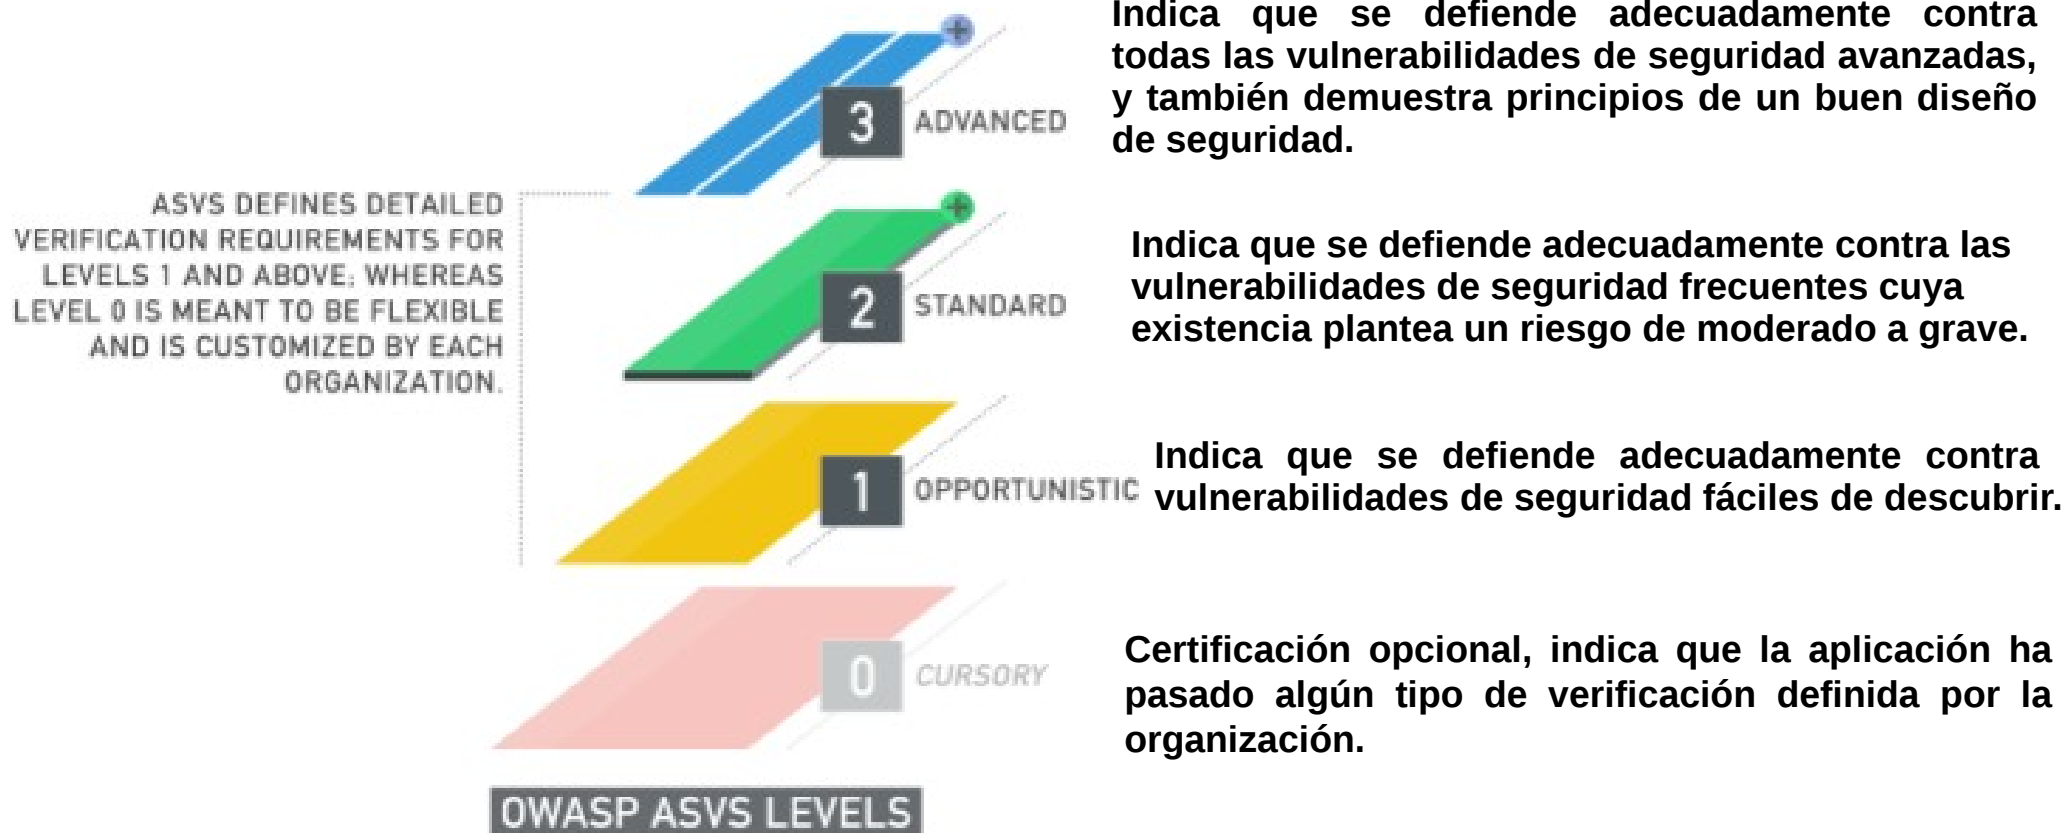 Indica que se defiende adecuadamente contra
todas las vulnerabilidades de seguridad avanzadas,
y también demuestra principios de un buen diseño
de seguridad.
3 ADVANCED
ASVS DEFINES DETAILED
VERIFICATION REQUIREMENTS FOR
LEVELS 1 AND ABOVE; WHEREAS
LEVEL 0 IS MEANT TO BE FLEXIBLE
AND IS CUSTOMIZED BY EACH
ORGANIZATION.
2 STANDARD
Indica que se defiende adecuadamente contra las
vulnerabilidades de seguridad frecuentes cuya
existencia plantea un riesgo de moderado a grave.
1 OPPORTUNISTIC
Indica que se defiende adecuadamente contra
vulnerabilidades de seguridad fáciles de descubrir.
0 CURSORY
Certificación opcional, indica que la aplicación ha
pasado algún tipo de verificación definida por la
organización.
OWASP ASVS LEVELS